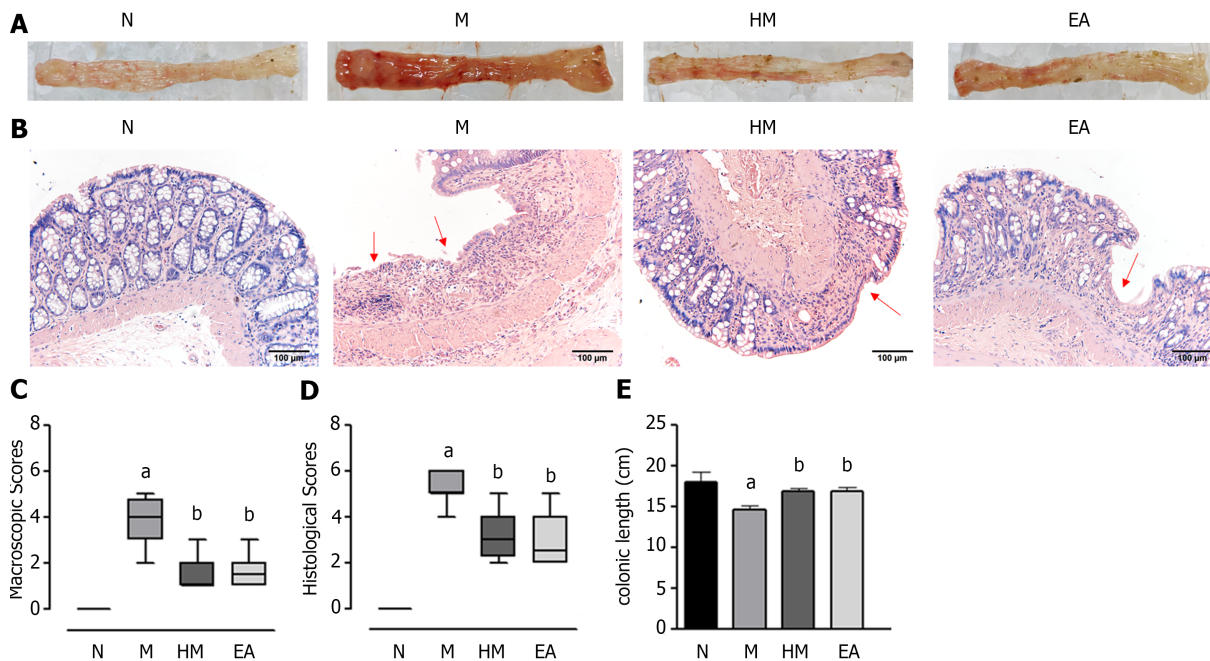 A N M HM EA
B N M HM EA
100 μm 100 μm 100 μm 100 μm
C D E
Macroscopic Scores
8
6
4
2
0
a b b
N M HM EA
Histological Scores
8
6
4
2
0
a b b
N M HM EA
colonic length (cm)
25
20
15
10
5
0
a b b
N M HM EA